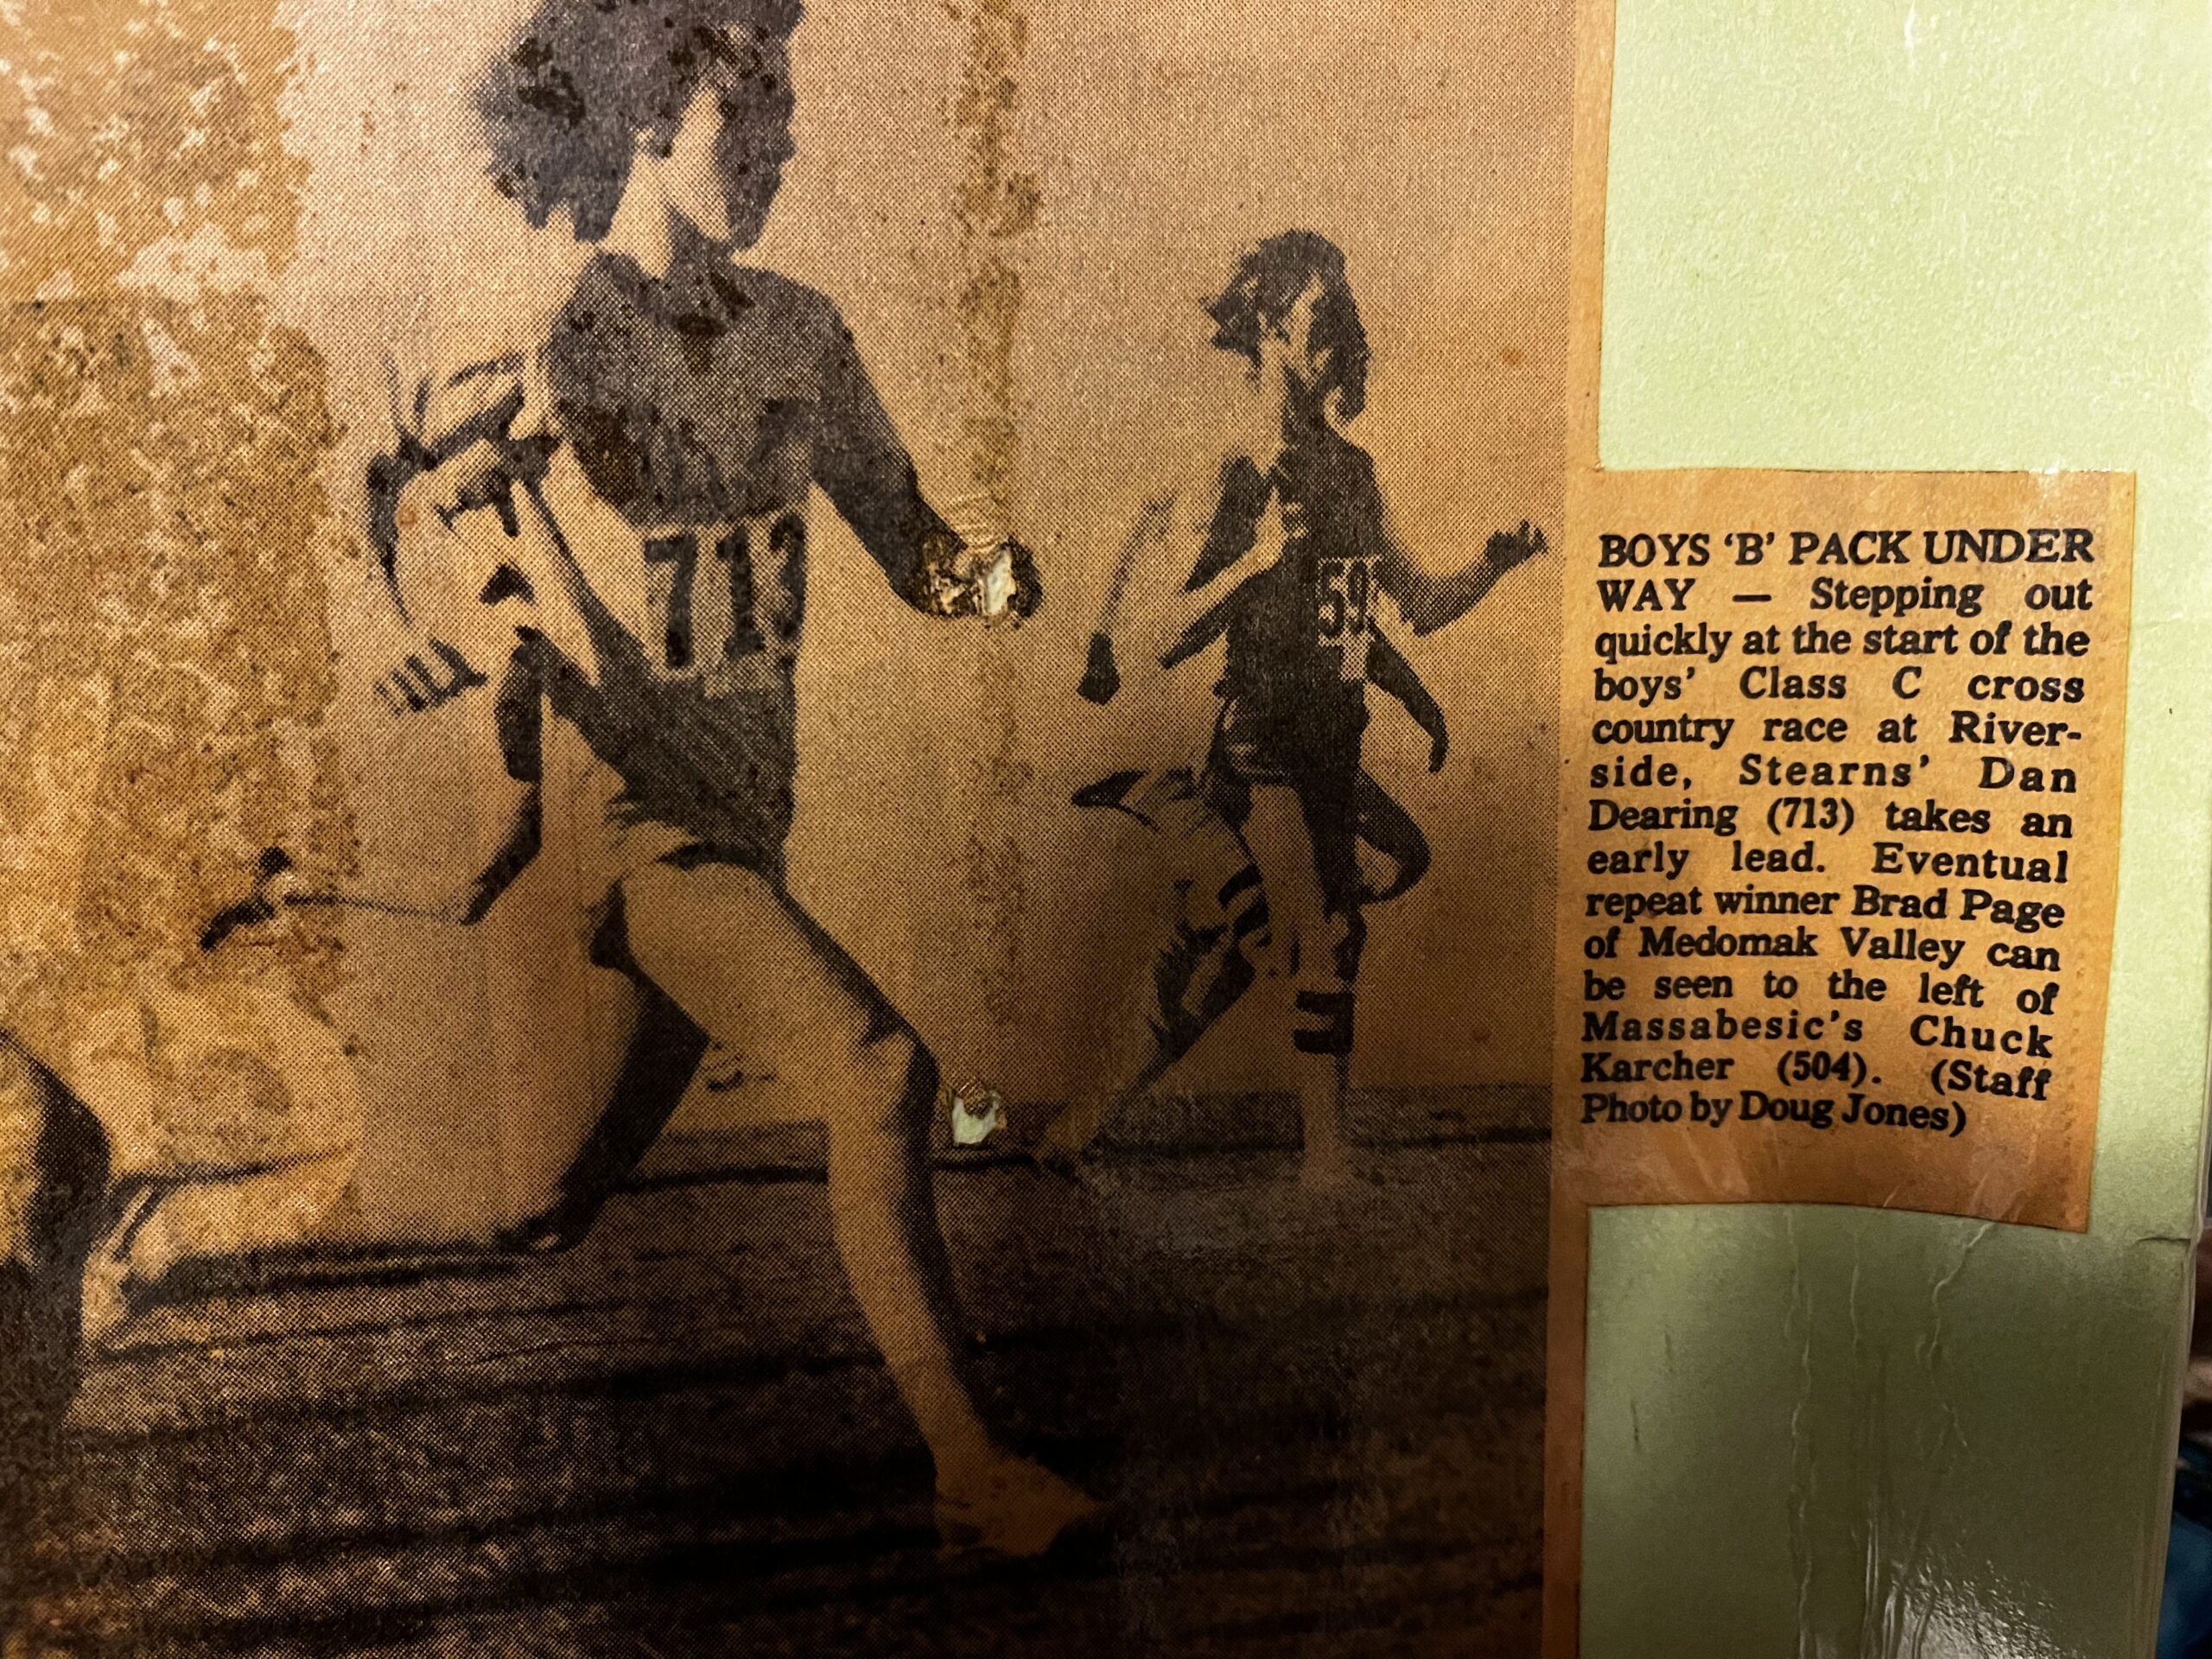 713
59
BOYS ‘B’ PACK UNDER
WAY — Stepping out
quickly at the start of the
boys’ Class C cross
country race at River-
side, Stearns’ Dan
Dearing (713) takes an
early lead. Eventual
repeat winner Brad Page
of Medomak Valley can
be seen to the left of
Massabesic’s Chuck
Karcher (504). (Staff
Photo by Doug Jones)